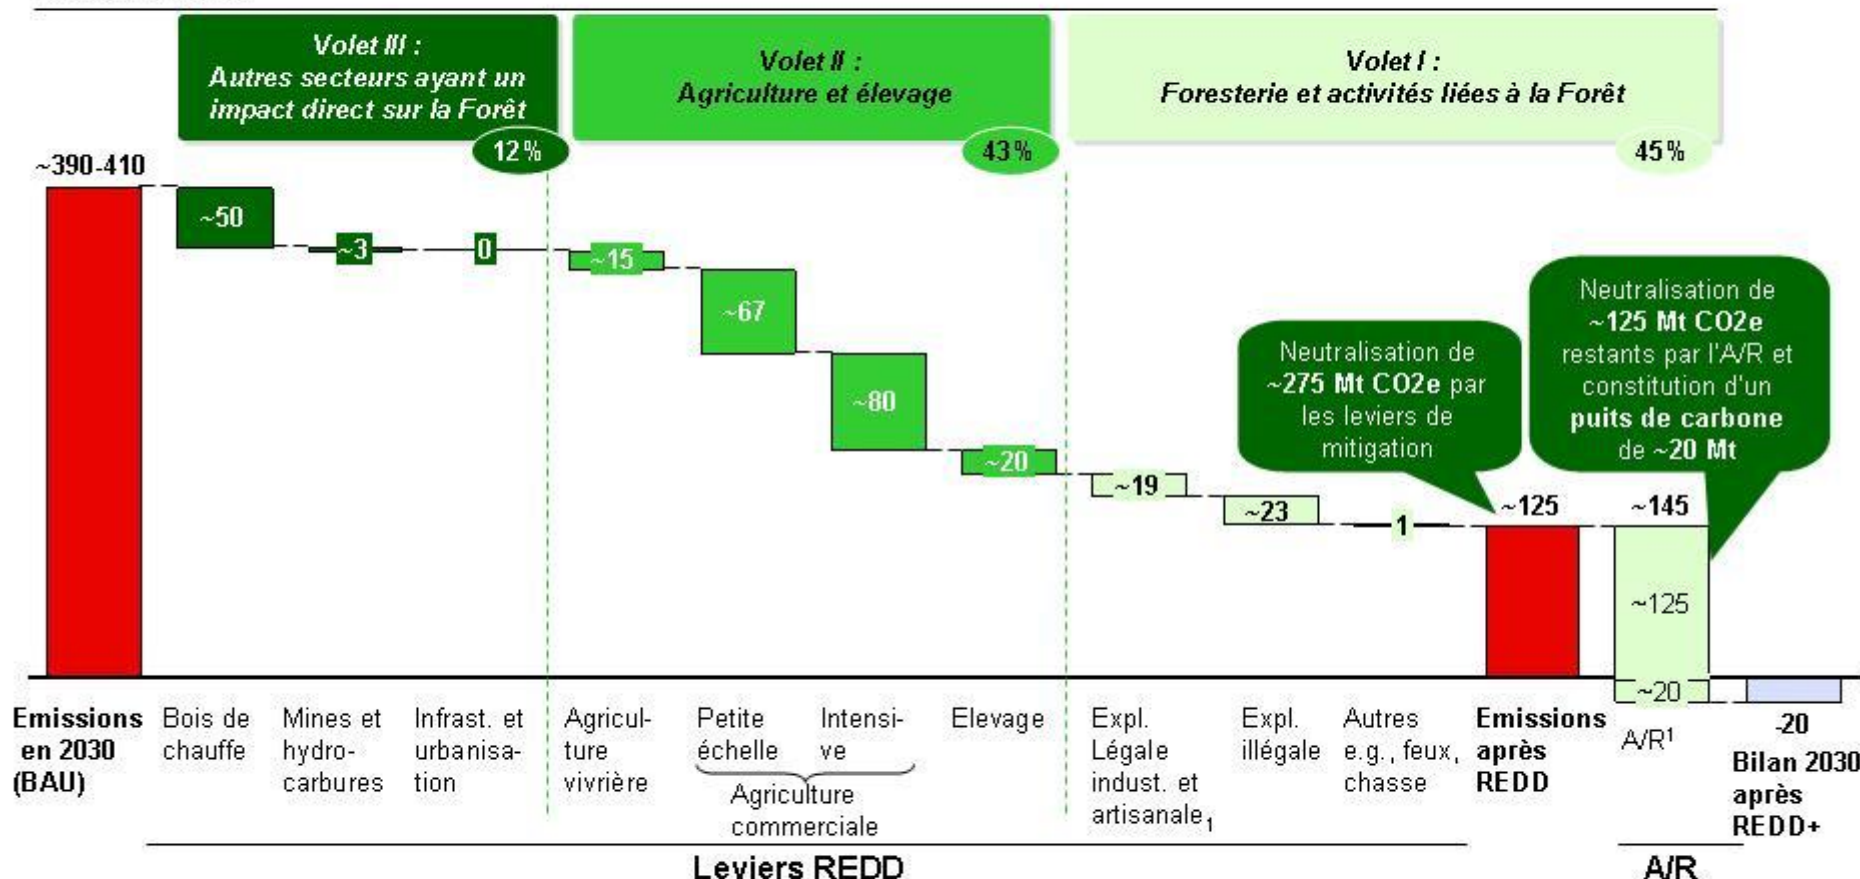 Volet III :
Autres secteurs ayant un
impact direct sur la Forêt
12%
Volet II :
Agriculture et élevage
43%
Volet I :
Foresterie et activités liées à la Forêt
45%
~390-410
~50
~3
0
~15
~67
~80
~20
~19
~23
1
Neutralisation de
~275 Mt CO2e par
les leviers de
mitigation
Neutralisation de
~125 Mt CO2e
restants par l'A/R et
constitution d'un
puits de carbone
de ~20 Mt
~125
~145
~125
~20
Emissions
en 2030
(BAU)
Bois de
chauffe
Mines et
hydro-
carbures
Infrast. et
urbanisa-
tion
Agricul-
ture
vivrière
Petite
échelle
Intensi-
ve
Agriculture
commerciale
Elevage
Expl.
Légale
indust. et
artisanale1
Expl.
illégale
Autres
e.g., feux,
chasse
Emissions
après
REDD
A/R1
-20
Bilan 2030
après
REDD+
Leviers REDD
A/R